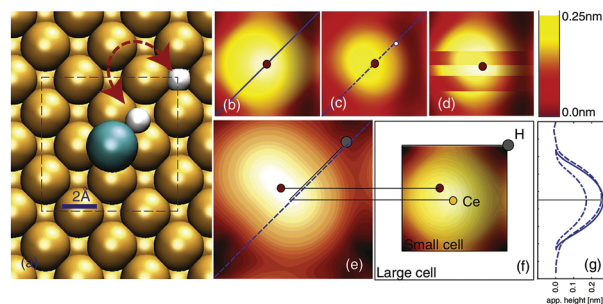 0.25nm
(b)
(c)
(d)
0.0nm
2Å
(a)
H
Ce
Small cell
(e)
(f)
Large cell
(g)
0.0 0.1 0.2
app. height [nm]